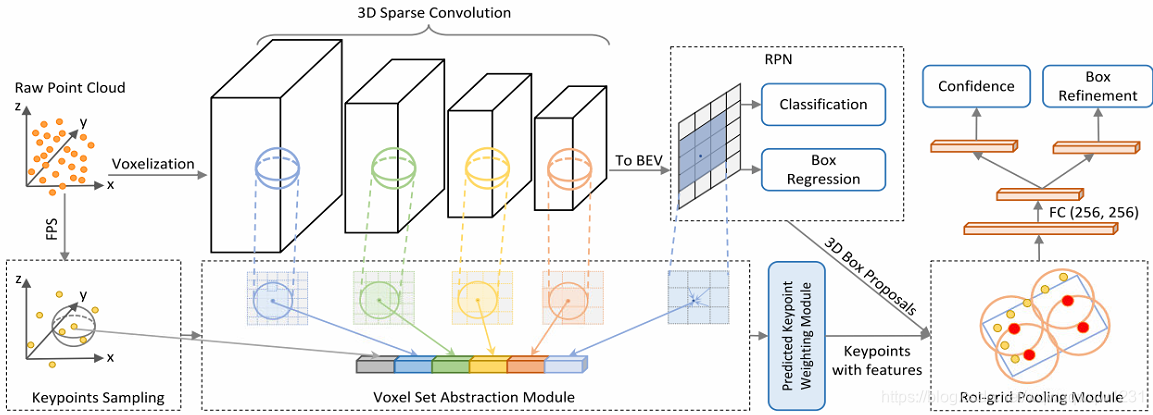 3D Sparse Convolution
Raw Point Cloud
z
y
x
Voxelization
To BEV
RPN
Classification
Box
Regression
Confidence
Box
Refinement
FC (256, 256)
FPS
3D Box Proposals
z
y
x
Keypoints Sampling
Voxel Set Abstraction Module
Predicted Keypoint
Weighting Module
Keypoints
with features
RoI-grid Pooling Module